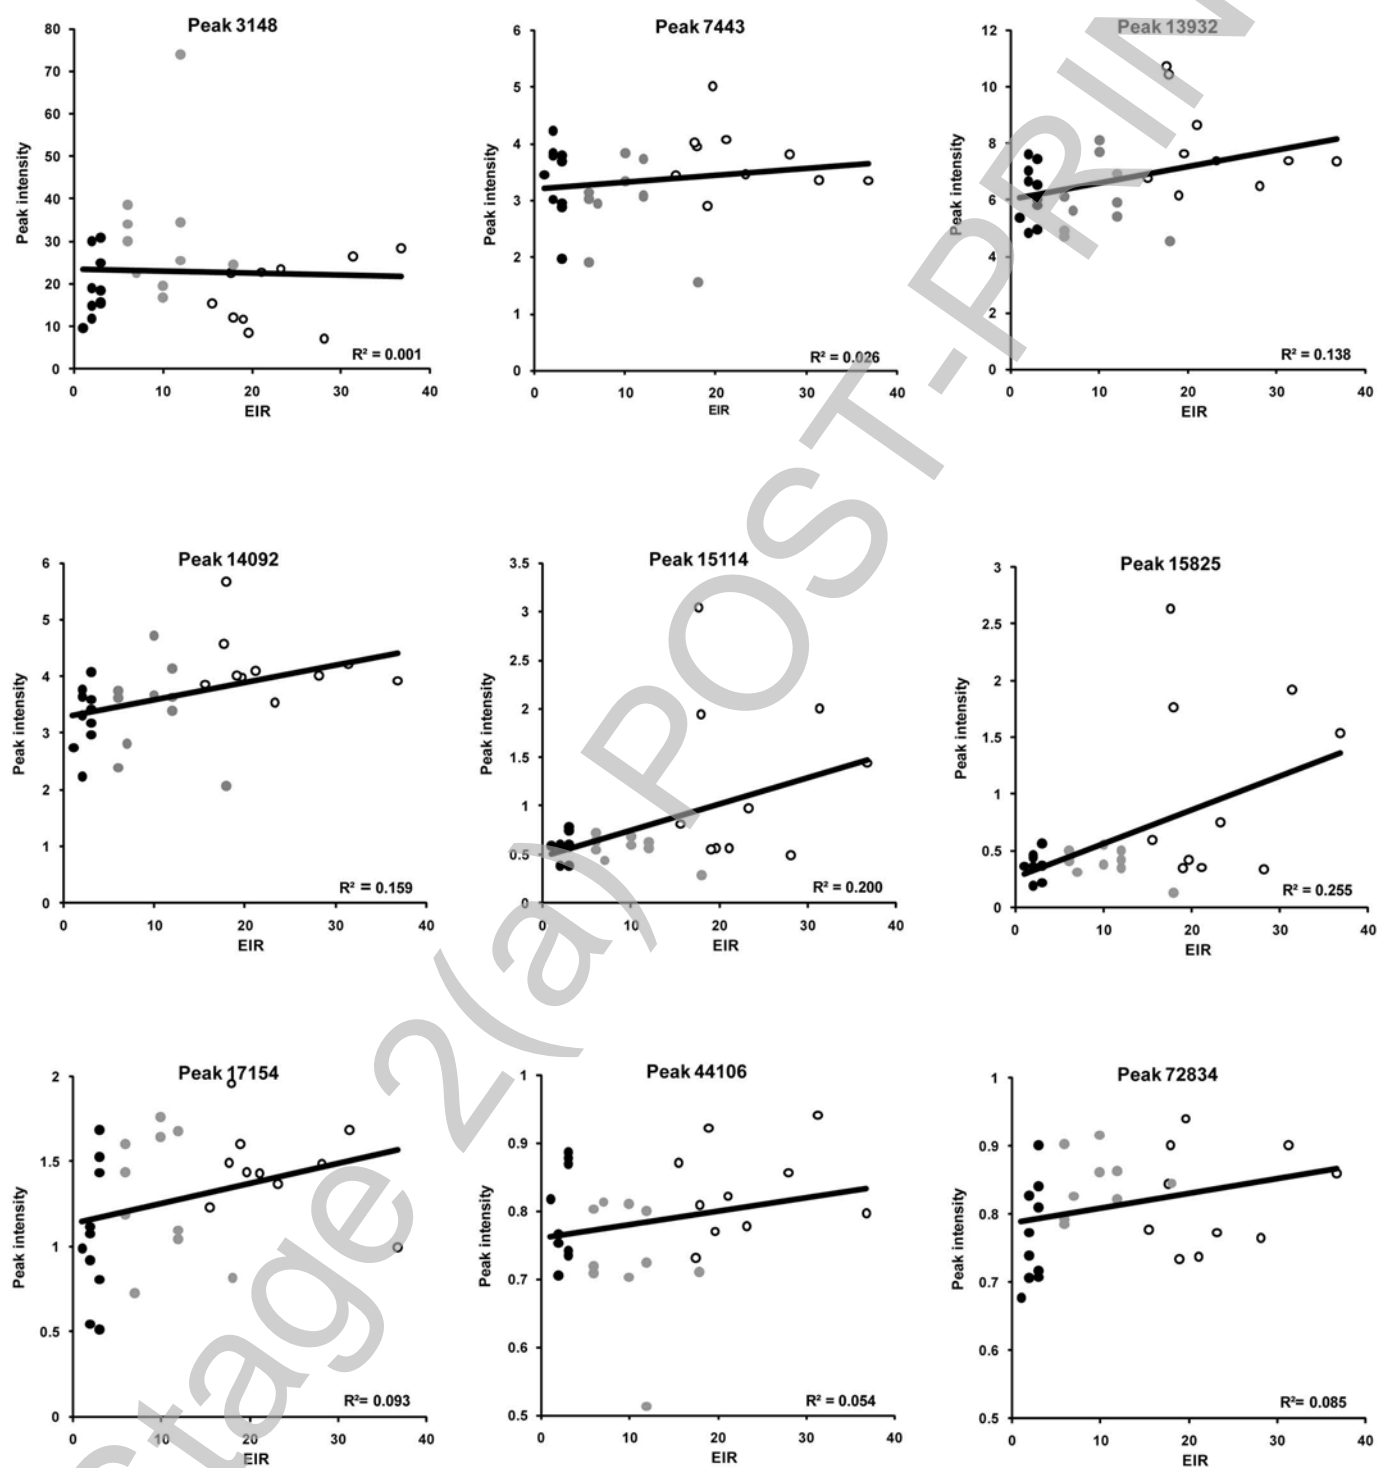 Peak 3148
Peak intensity
80
70
60
50
40
30
20
10
0
R² = 0.001
0 10 20 30 40
EIR
Peak 7443
Peak intensity
6
5
4
3
2
1
0
R² = 0.026
0 10 20 30 40
EIR
Peak 13932
Peak intensity
12
10
8
6
4
2
0
R² = 0.138
0 10 20 30 40
EIR
Peak 14092
Peak intensity
6
5
4
3
2
1
0
R² = 0.159
0 10 20 30 40
EIR
Peak 15114
Peak intensity
3.5
3
2.5
2
1.5
1
0.5
0
R² = 0.200
0 10 20 30 40
EIR
Peak 15825
Peak intensity
3
2.5
2
1.5
1
0.5
0
R² = 0.255
0 10 20 30 40
EIR
Peak 17154
Peak intensity
2
1.5
1
0.5
0
R²= 0.093
0 10 20 30 40
EIR
Peak 44106
Peak intensity
1
0.9
0.8
0.7
0.6
0.5
R² = 0.054
0 10 20 30 40
EIR
Peak 72834
Peak intensity
1
0.9
0.8
0.7
0.6
0.5
R²= 0.085
0 10 20 30 40
EIR
Stage 2(a) POST-PRIN